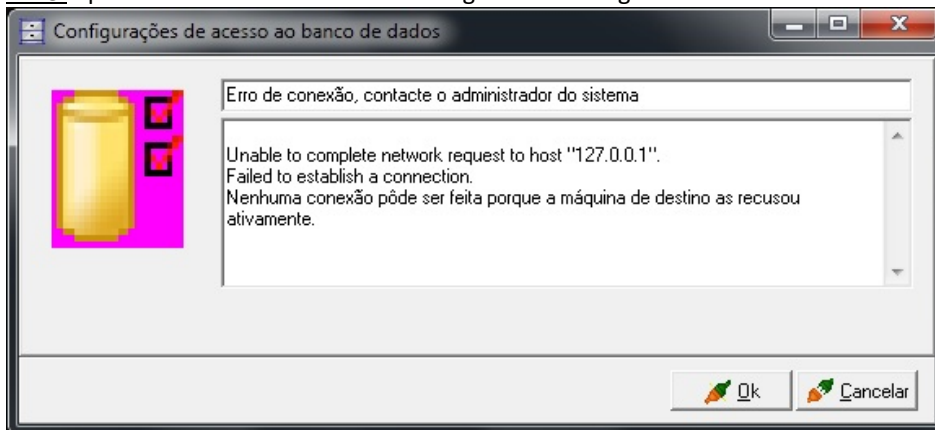 Configurações de acesso ao banco de dados
Erro de conexão, contacte o administrador do sistema
Unable to complete network request to host "127.0.0.1".
Failed to establish a connection.
Nenhuma conexão pôde ser feita porque a máquina de destino as recusou
ativamente.
Ok
Cancelar